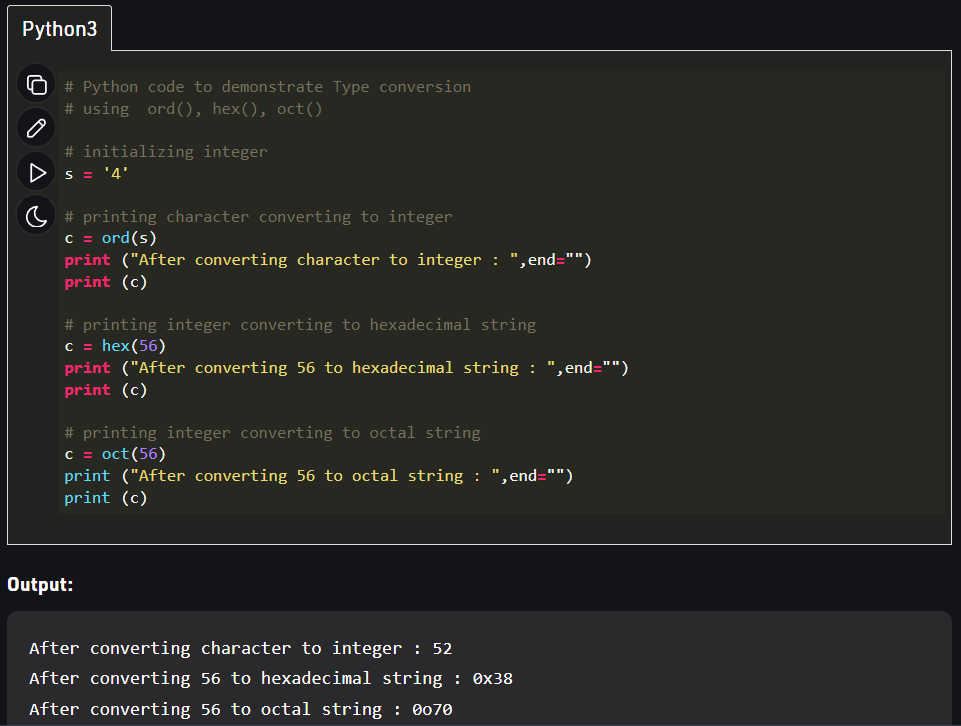 Python3
# Python code to demonstrate Type conversion
# using  ord(), hex(), oct()
# initializing integer
s = '4'
# printing character converting to integer
c = ord(s)
print ("After converting character to integer : ",end="")
print (c)
# printing integer converting to hexadecimal string
c = hex(56)
print ("After converting 56 to hexadecimal string : ",end="")
print (c)
# printing integer converting to octal string
c = oct(56)
print ("After converting 56 to octal string : ",end="")
print (c)
Output:
After converting character to integer : 52
After converting 56 to hexadecimal string : 0x38
After converting 56 to octal string : 0o70